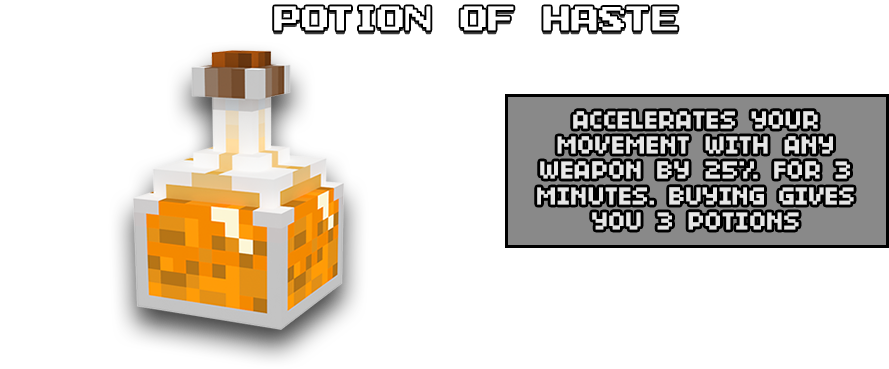 POTION OF HASTE
ACCELERATES YOUR
MOVEMENT WITH ANY
WEAPON BY 25% FOR 3
MINUTES. BUYING GIVES
YOU 3 POTIONS